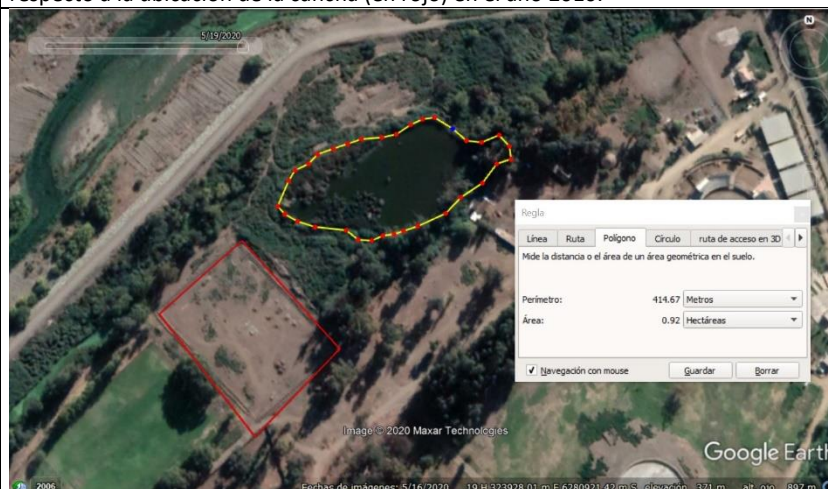 respecto a la ubicación de la cancha (en rojo) en el año 2010.
5/19/2020
N
Regla
Línea Ruta Polígono Círculo ruta de acceso en 3D
Mide la distancia o el área de un área geométrica en el suelo.
Perímetro: 414.67 Metros
Área: 0.92 Hectáreas
Navegación con mouse Guardar Borrar
Image © 2020 Maxar Technologies
Google Earth
2006 Fechas de imágenes: 5/16/2020 19 H 323928.01 m E 6280921.42 m S elevación 371 m alt. ojo 897 m